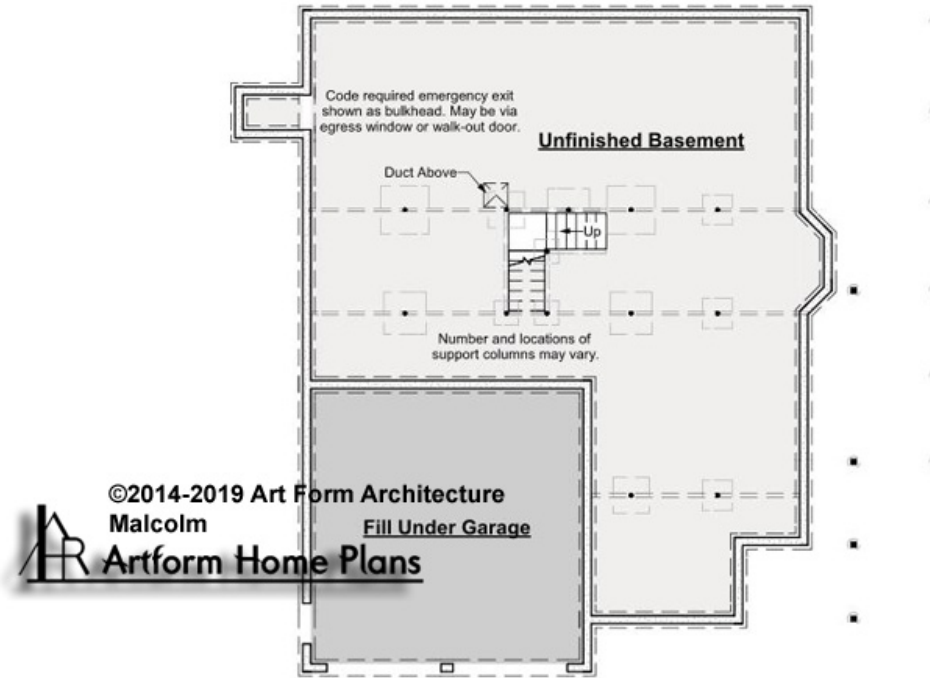 Code required emergency exit
shown as bulkhead. May be via
egress window or walk-out door.
Unfinished Basement
Duct Above
Up
Number and locations of
support columns may vary.
©2014-2019 Art Form Architecture
Malcolm
Fill Under Garage
Artform Home Plans